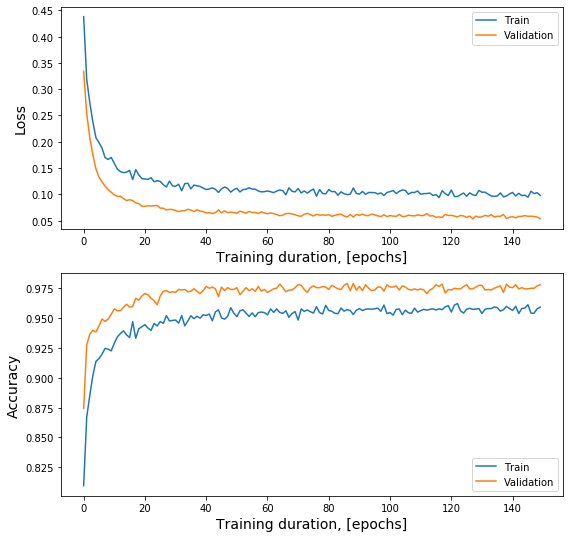 0.45
0.40
0.35
0.30
0.25
0.20
0.15
0.10
0.05
Loss
Train
Validation
0 20 40 60 80 100 120 140
Training duration, [epochs]
0.975
0.950
0.925
0.900
0.875
0.850
0.825
Accuracy
Train
Validation
0 20 40 60 80 100 120 140
Training duration, [epochs]